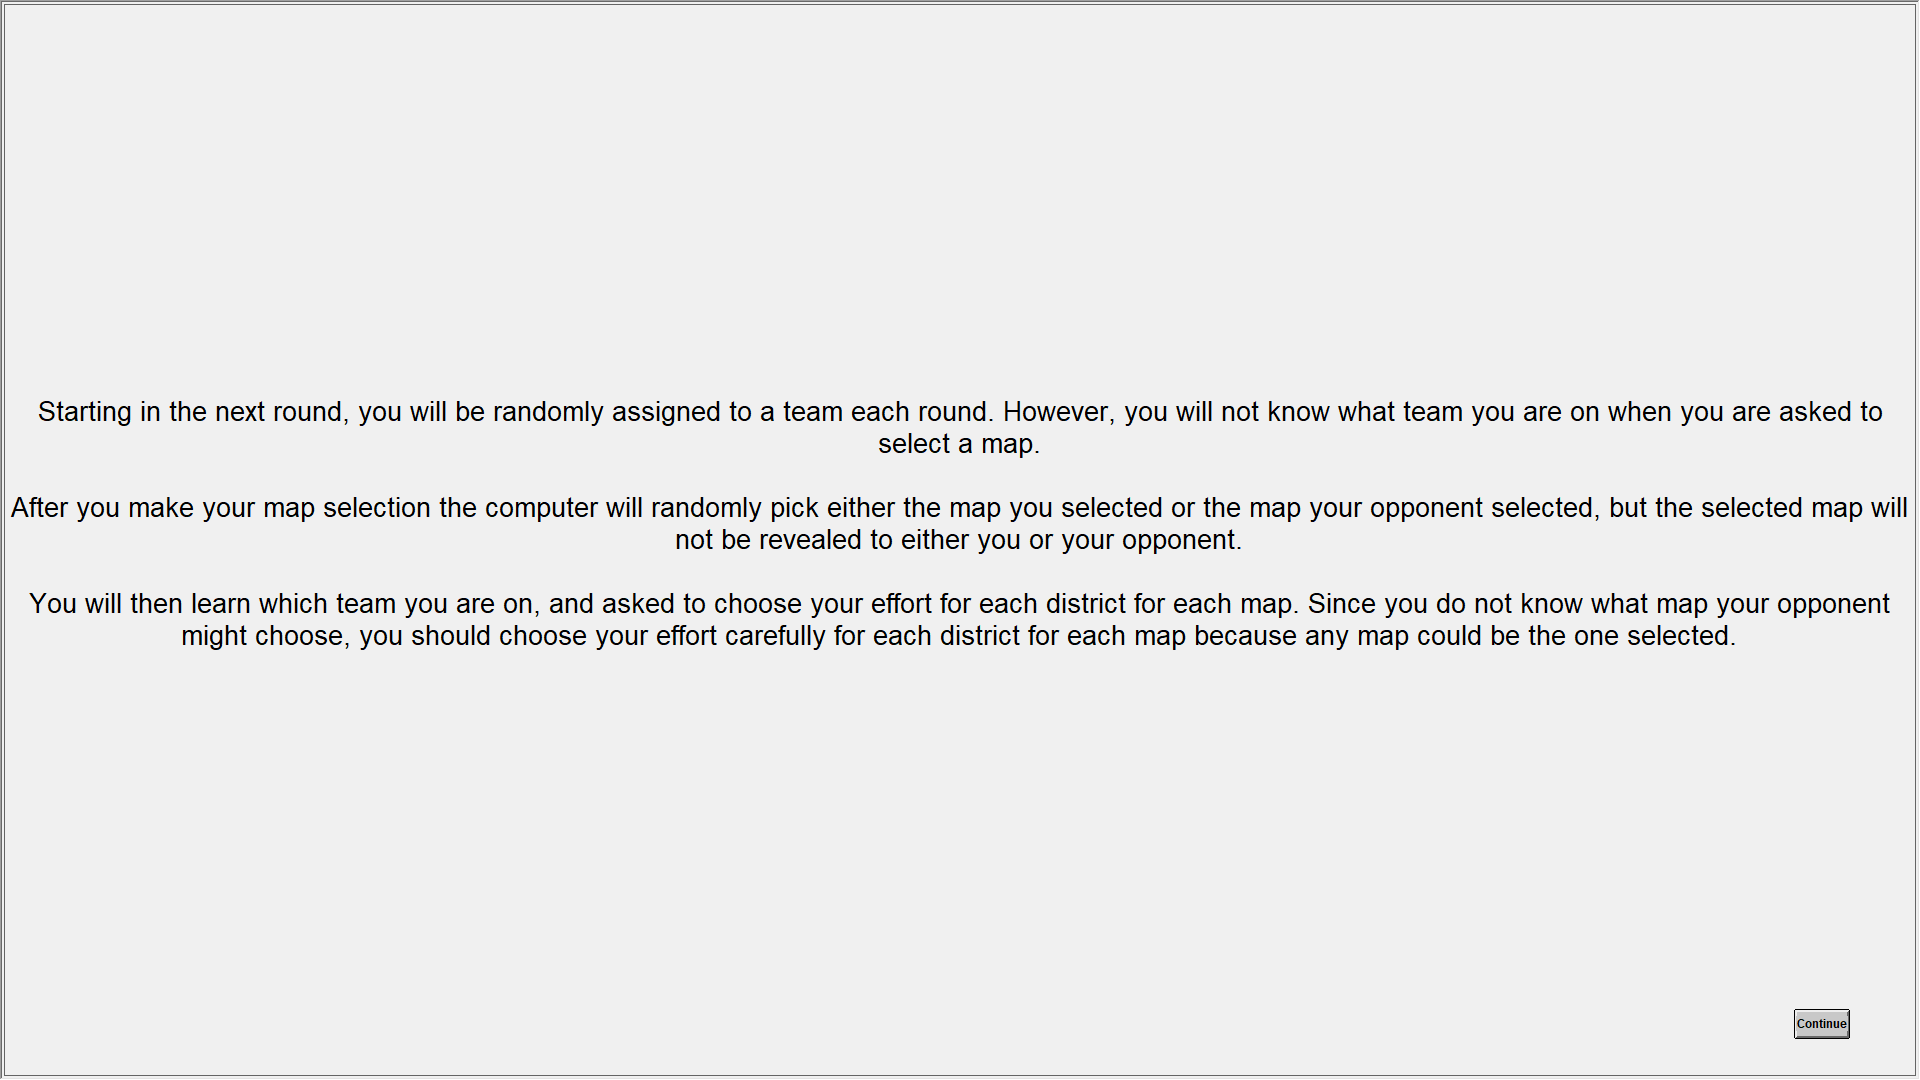 Starting in the next round, you will be randomly assigned to a team each round. However, you will not know what team you are on when you are asked to
select a map.
After you make your map selection the computer will randomly pick either the map you selected or the map your opponent selected, but the selected map will
not be revealed to either you or your opponent.
You will then learn which team you are on, and asked to choose your effort for each district for each map. Since you do not know what map your opponent
might choose, you should choose your effort carefully for each district for each map because any map could be the one selected.
Continue